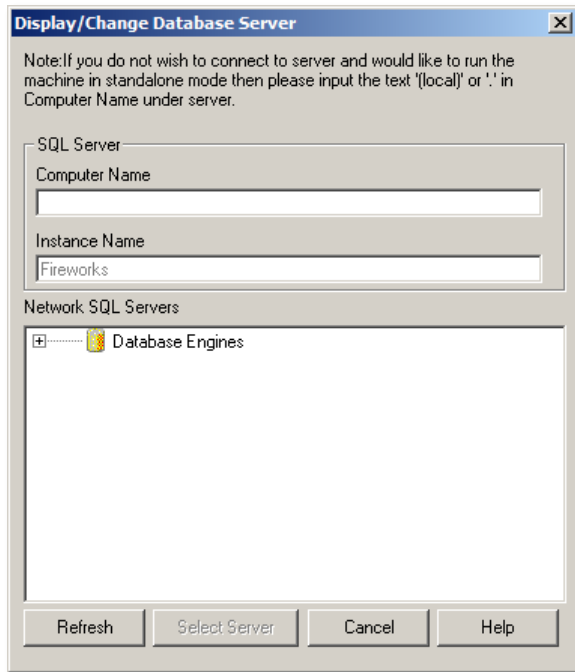 Display/Change Database Server
Note:If you do not wish to connect to server and would like to run the
machine in standalone mode then please input the text '(local)' or '.' in
Computer Name under server.
SQL Server
Computer Name
Instance Name
Fireworks
Network SQL Servers
Database Engines
Refresh Select Server Cancel Help